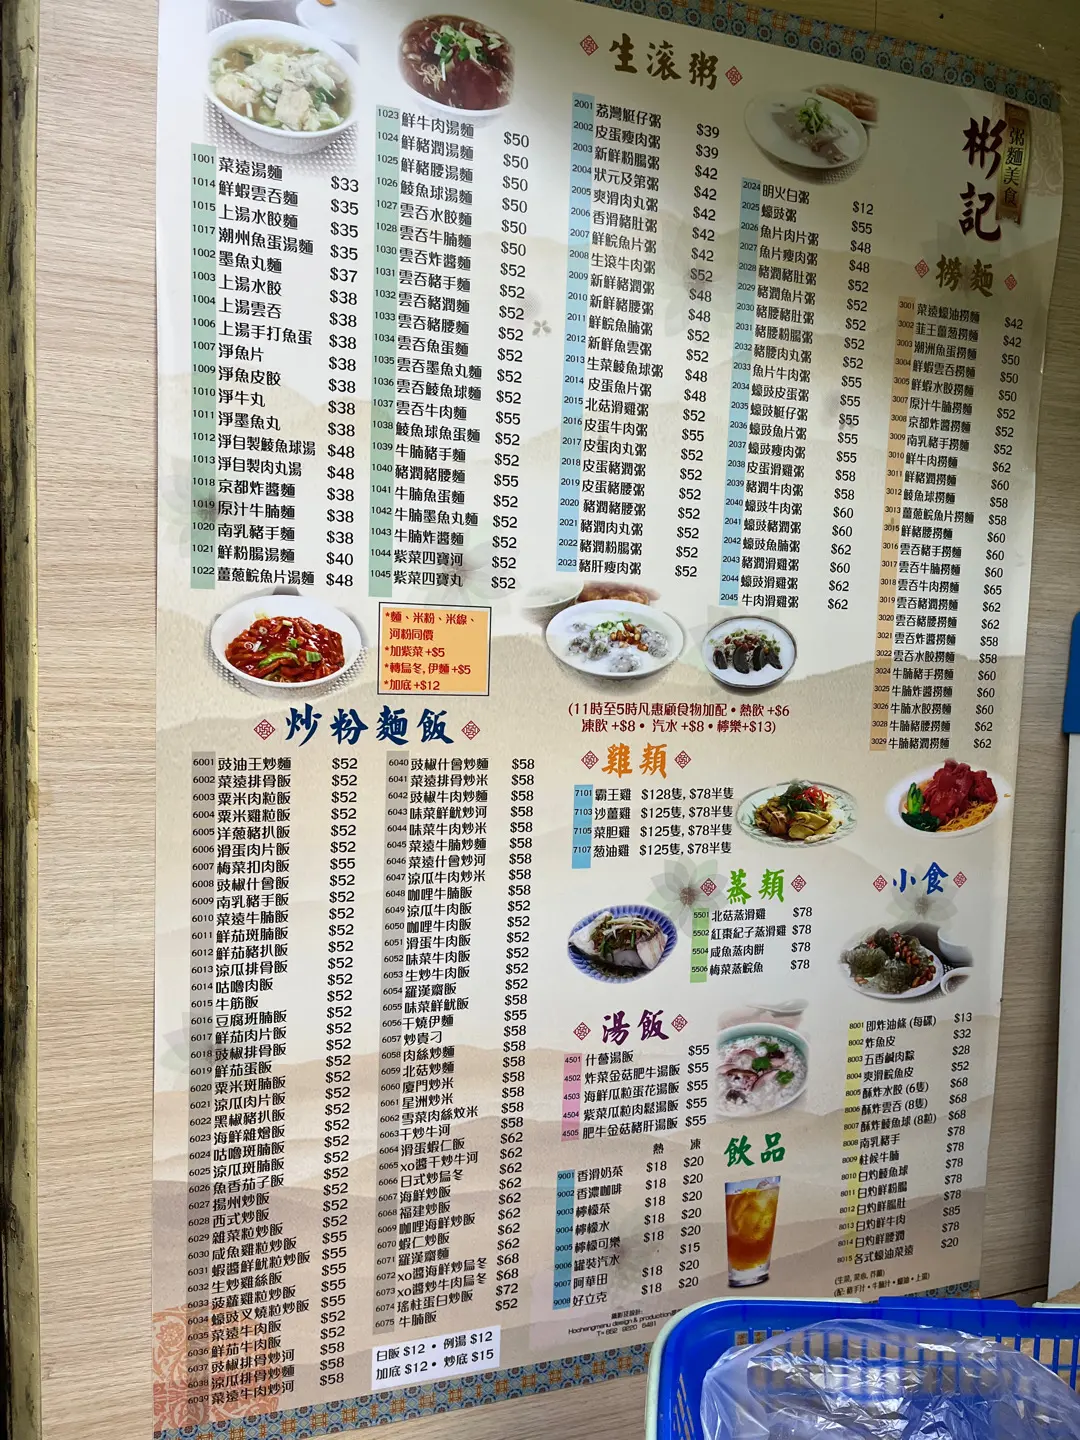 彬記
粥麵美食
1001 菜遠湯麵 $33
1014 鮮蝦雲吞麵 $35
1015 上湯水餃麵 $35
1017 潮州魚蛋湯麵 $35
1002 墨魚丸麵 $37
1003 上湯水餃 $38
1004 上湯雲吞 $38
1006 上湯手打魚蛋 $38
1007 淨魚片 $38
1009 淨魚皮餃 $38
1010 淨牛丸 $38
1011 淨墨魚丸 $38
1012 淨自製鯪魚球湯 $48
1013 淨自製肉丸湯 $48
1018 京都炸醬麵 $38
1019 原汁牛腩麵 $38
1020 南乳豬手麵 $38
1021 鮮粉腸湯麵 $40
1022 薑葱鯇魚片湯麵 $48
1023 鮮牛肉湯麵 $50
1024 鮮豬潤湯麵 $50
1025 鮮豬腰湯麵 $50
1026 鯪魚球湯麵 $50
1027 雲吞水餃麵 $50
1028 雲吞牛腩麵 $50
1030 雲吞炸醬麵 $52
1031 雲吞豬手麵 $52
1032 雲吞豬潤麵 $52
1033 雲吞豬腰麵 $52
1034 雲吞魚蛋麵 $52
1035 雲吞墨魚丸麵 $52
1036 雲吞鯪魚球麵 $52
1037 雲吞牛肉麵 $55
1038 鯪魚球魚蛋麵 $52
1039 牛腩豬手麵 $52
1040 豬潤豬腰麵 $55
1041 牛腩魚蛋麵 $52
1042 牛腩墨魚丸麵 $52
1043 牛腩炸醬麵 $52
1044 紫菜四寶河 $52
1045 紫菜四寶丸 $52
*麵、米粉、米線、
河粉同價
*加紫菜 +$5
*轉烏冬, 伊麵 +$5
*加底 +$12
生滚粥
2001 荔灣艇仔粥 $39
2002 皮蛋瘦肉粥 $39
2003 新鮮粉腸粥 $42
2004 狀元及第粥 $42
2005 爽滑肉丸粥 $42
2006 香滑豬肚粥 $42
2007 鮮鯇魚片粥 $42
2008 生滾牛肉粥 $52
2009 新鮮豬潤粥 $48
2010 新鮮豬腰粥 $48
2011 鮮鯇魚腩粥 $52
2012 新鮮魚雲粥 $52
2013 生菜鯪魚球粥 $48
2014 皮蛋魚片粥 $48
2015 北菇滑雞粥 $52
2016 皮蛋牛肉粥 $55
2017 皮蛋肉丸粥 $52
2018 皮蛋豬潤粥 $52
2019 皮蛋豬腰粥 $52
2020 豬潤豬腰粥 $52
2021 豬潤肉丸粥 $52
2022 豬潤粉腸粥 $52
2023 豬肝瘦肉粥 $52
2024 明火白粥 $12
2025 蠔豉粥 $55
2026 魚片肉片粥 $48
2027 魚片瘦肉粥 $48
2028 豬潤豬肚粥 $52
2029 豬潤魚片粥 $52
2030 豬腰豬肚粥 $52
2031 豬腰粉腸粥 $52
2032 豬腰肉丸粥 $52
2033 魚片牛肉粥 $55
2034 蠔豉皮蛋粥 $55
2035 蠔豉艇仔粥 $55
2036 蠔豉魚片粥 $55
2037 蠔豉瘦肉粥 $55
2038 皮蛋滑雞粥 $58
2039 豬潤牛肉粥 $58
2040 蠔豉牛肉粥 $60
2041 蠔豉豬潤粥 $60
2042 蠔豉魚腩粥 $62
2043 豬潤滑雞粥 $60
2044 蠔豉滑雞粥 $62
2045 牛肉滑雞粥 $62
撈麵
3001 菜遠蠔油撈麵 $42
3002 韮王薑葱撈麵 $42
3003 潮洲魚蛋撈麵 $50
3004 鮮蝦雲吞撈麵 $50
3005 鮮蝦水餃撈麵 $50
3007 原汁牛腩撈麵 $52
3008 京都炸醬撈麵 $52
3009 南乳豬手撈麵 $52
3010 鮮牛肉撈麵 $62
3011 鮮豬潤撈麵 $60
3012 鯪魚球撈麵 $58
3013 薑葱鯇魚片撈麵 $58
3015 鮮豬腰撈麵 $60
3016 雲吞豬手撈麵 $60
3017 雲吞牛腩撈麵 $60
3018 雲吞牛肉撈麵 $65
3019 雲吞豬潤撈麵 $62
3020 雲吞豬腰撈麵 $62
3021 雲吞炸醬撈麵 $58
3022 雲吞水餃撈麵 $58
3024 牛腩豬手撈麵 $60
3025 牛腩炸醬撈麵 $60
3026 牛腩水餃撈麵 $60
3028 牛腩豬腰撈麵 $62
3029 牛腩豬潤撈麵 $62
(11時至5時凡惠顧食物加配・熱飲 +$6
凍飲 +$8・ 汽水 +$8・檸樂+$13)
炒粉麵飯
6001 豉油王炒麵 $52
6002 菜遠排骨飯 $52
6003 粟米肉粒飯 $52
6004 粟米雞粒飯 $52
6005 洋葱豬扒飯 $55
6006 滑蛋肉片飯 $52
6007 梅菜扣肉飯 $55
6008 豉椒什會飯 $52
6009 南乳豬手飯 $52
6010 菜遠牛腩飯 $52
6011 鮮茄斑腩飯 $52
6012 鮮茄豬扒飯 $52
6013 涼瓜排骨飯 $52
6014 咕嚕肉飯 $52
6015 牛筋飯 $52
6016 豆腐班腩飯 $55
6017 鮮茄肉片飯 $52
6018 豉椒排骨飯 $52
6019 鮮茄蛋飯 $52
6020 粟米斑腩飯 $52
6021 涼瓜肉片飯 $52
6022 黑椒豬扒飯 $52
6023 海鮮雜燴飯 $52
6024 咕嚕斑腩飯 $52
6025 涼瓜斑腩飯 $52
6026 魚香茄子飯 $52
6027 揚州炒飯 $52
6028 西式炒飯 $52
6029 雜菜粒炒飯 $55
6030 咸魚雞粒炒飯 $55
6031 蝦醬鮮魷粒炒飯 $55
6032 生炒雞絲飯 $55
6033 菠蘿雞粒炒飯 $55
6034 蠔豉叉燒粒炒飯 $55
6035 菜遠牛肉飯 $52
6036 鮮茄牛肉飯 $52
6037 豉椒排骨炒河 $58
6038 涼瓜排骨炒麵 $58
6039 菜遠牛肉炒河 $58
6040 豉椒什會炒麵 $58
6041 菜遠排骨炒米 $58
6042 豉椒牛肉炒麵 $58
6043 味菜鮮魷炒河 $58
6044 味菜牛肉炒米 $58
6045 菜遠牛腩炒麵 $58
6046 菜遠什會炒河 $58
6047 涼瓜牛肉炒米 $58
6048 咖哩牛腩飯 $58
6049 涼瓜牛肉飯 $52
6050 咖哩牛肉飯 $52
6051 滑蛋牛肉飯 $52
6052 味菜牛肉飯 $52
6053 生炒牛肉飯 $52
6054 羅漢齋飯 $52
6055 味菜鮮魷飯 $58
6056 干燒伊麵 $55
6057 炒貴刁 $58
6058 肉絲炒麵 $58
6059 北菇炒麵 $58
6060 廈門炒米 $58
6061 星洲炒米 $58
6062 雪菜肉絲炆米 $58
6063 干炒牛河 $58
6064 滑蛋蝦仁飯 $62
6065 xo醬干炒牛河 $62
6066 日式炒烏冬 $62
6067 海鮮炒飯 $62
6068 福建炒飯 $62
6069 咖哩海鮮炒飯 $62
6070 蝦仁炒飯 $62
6071 羅漢齋麵 $62
6072 xo醬海鮮炒烏冬 $68
6073 xo醬炒牛肉烏冬 $68
6074 瑤柱蛋白炒飯 $72
6075 牛腩飯 $52
白飯 $12・ 例湯 $12
加底 $12・ 炒底 $15
雞類
7101 霸王雞 $128隻, $78半隻
7103 沙薑雞 $125隻, $78半隻
7105 菜胆雞 $125隻, $78半隻
7107 葱油雞 $125隻, $78半隻
蒸類
5501 北菇蒸滑雞 $78
5502 紅棗紀子蒸滑雞 $78
5504 咸魚蒸肉餅 $78
5506 梅菜蒸鯇魚 $78
湯飯
4501 什薈湯飯 $55
4502 炸菜金菇肥牛湯飯 $55
4503 海鮮瓜粒蛋花湯飯 $55
4504 紫菜瓜粒肉鬆湯飯 $55
4505 肥牛金菇豬肝湯飯 $55
飲品
熱 凍
9001 香滑奶茶 $18 $20
9002 香濃咖啡 $18 $20
9003 檸檬茶 $18 $20
9004 檸檬水 $18 $20
9005 檸檬可樂 $18 $20
9006 罐裝汽水 $15
9007 阿華田 $18 $20
9008 好立克 $18 $20
小食
8001 即炸油條 (每碟) $13
8002 炸魚皮 $32
8003 五香鹹肉粽 $28
8004 爽滑鯇魚皮 $52
8005 酥炸水餃 (6隻) $68
8006 酥炸雲吞 (8隻) $68
8007 酥炸鯪魚球 (8粒) $68
8008 南乳豬手 $78
8009 柱候牛腩 $78
8010 白灼鯪魚球 $78
8011 白灼鮮粉腸 $78
8012 白灼鮮豬肚 $78
8013 白灼鮮牛肉 $85
8014 白灼鮮腰潤 $78
8015 各式蠔油菜遠 $20
Hochengmenu design & production
T= 852 9220 6491